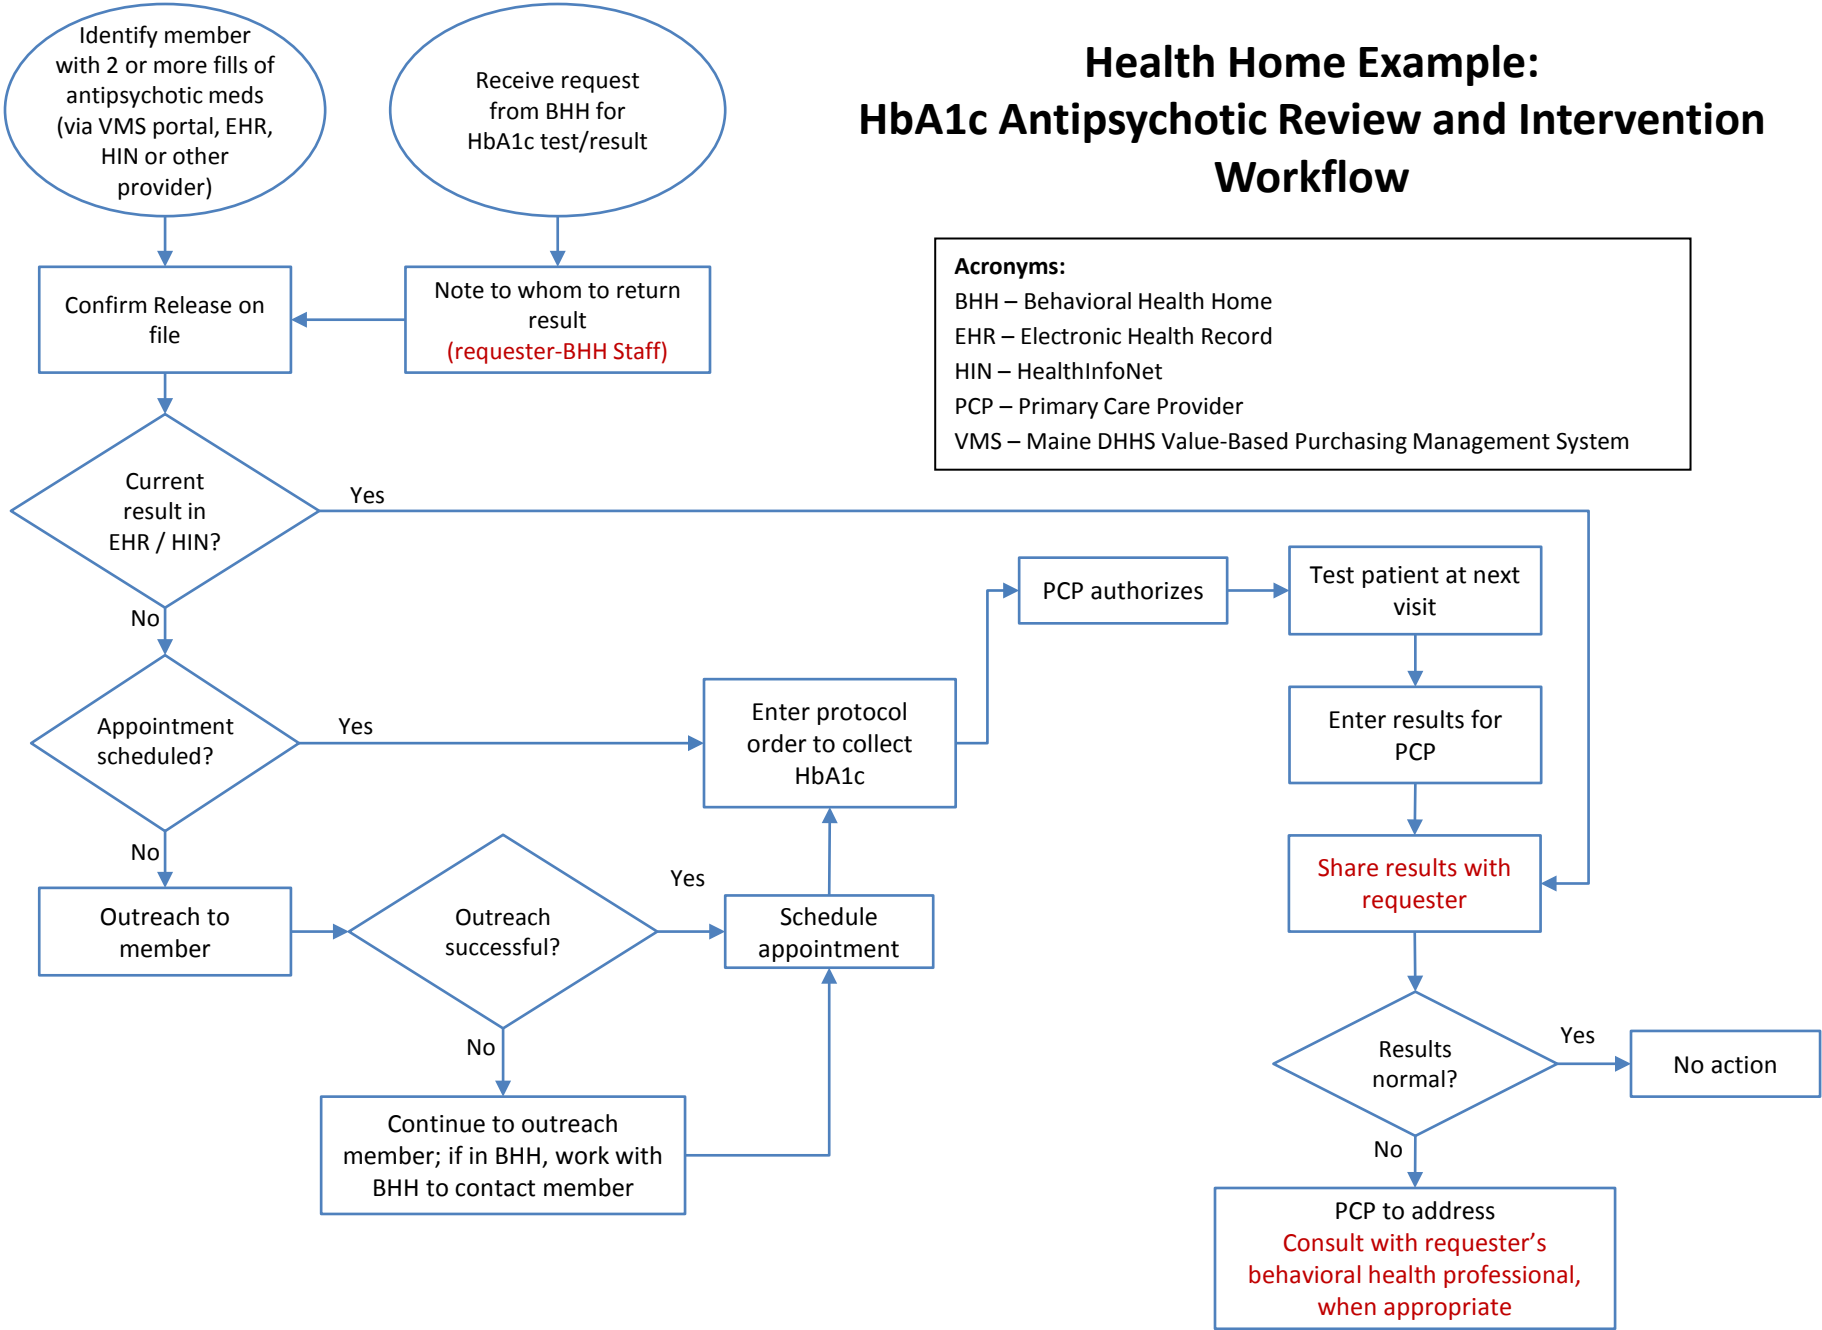 Identify member
with 2 or more fills of
antipsychotic meds
(via VMS portal, EHR,
HIN or other
provider)
Receive request
from BHH for
HbA1c test/result
Health Home Example:
HbA1c Antipsychotic Review and Intervention
Workflow
Acronyms:
BHH – Behavioral Health Home
EHR – Electronic Health Record
HIN – HealthInfoNet
PCP – Primary Care Provider
VMS – Maine DHHS Value-Based Purchasing Management System
Confirm Release on
file
Note to whom to return
result
(requester-BHH Staff)
Current
result in
EHR / HIN?
Yes
No
Appointment
scheduled?
Yes
No
Outreach to
member
Outreach
successful?
Yes
No
Schedule
appointment
Continue to outreach
member; if in BHH, work with
BHH to contact member
Enter protocol
order to collect
HbA1c
PCP authorizes
Test patient at next
visit
Enter results for
PCP
Share results with
requester
Results
normal?
Yes
No action
No
PCP to address
Consult with requester’s
behavioral health professional,
when appropriate